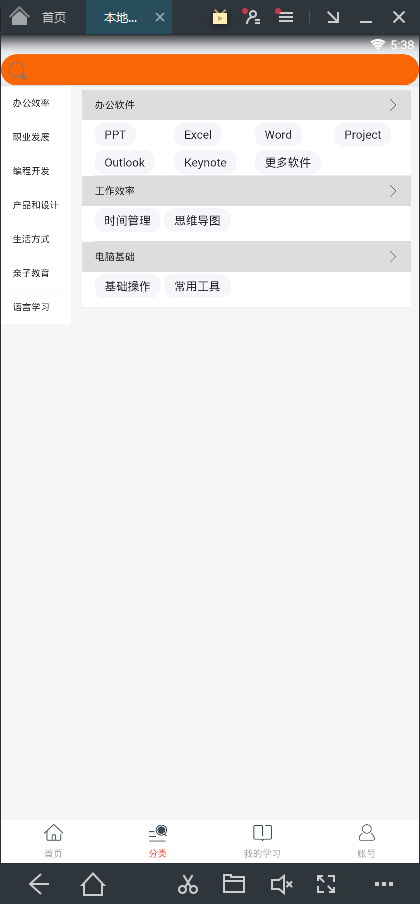 首页 本地...
5:38
办公效率
职业发展
编程开发
产品和设计
生活方式
亲子教育
语言学习
办公软件
PPT Excel Word Project
Outlook Keynote 更多软件
工作效率
时间管理 思维导图
电脑基础
基础操作 常用工具
首页 分类 我的学习 账号